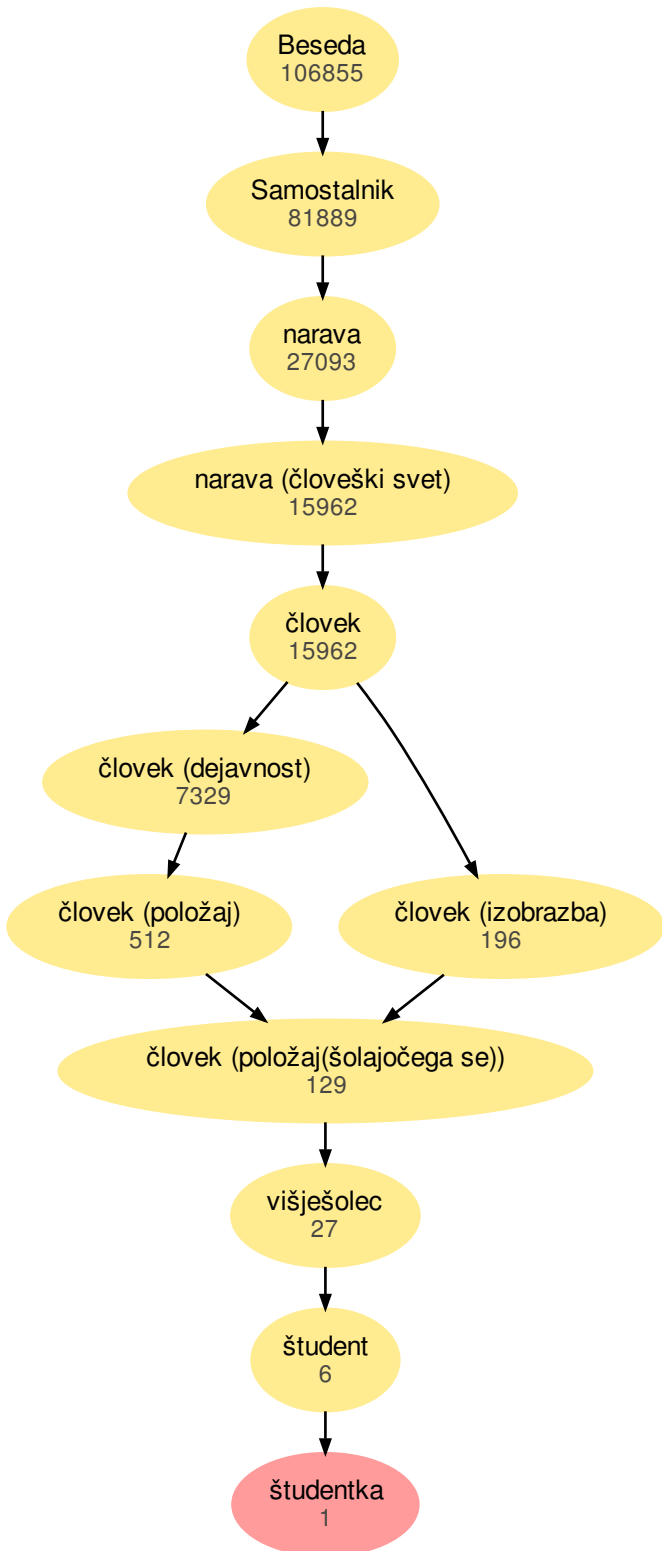 Beseda
106855
Samostalnik
81889
narava
27093
narava (človeški svet)
15962
človek
15962
človek (dejavnost)
7329
človek (položaj)
512
človek (izobrazba)
196
človek (položaj(šolajočega se))
129
višješolec
27
študent
6
študentka
1